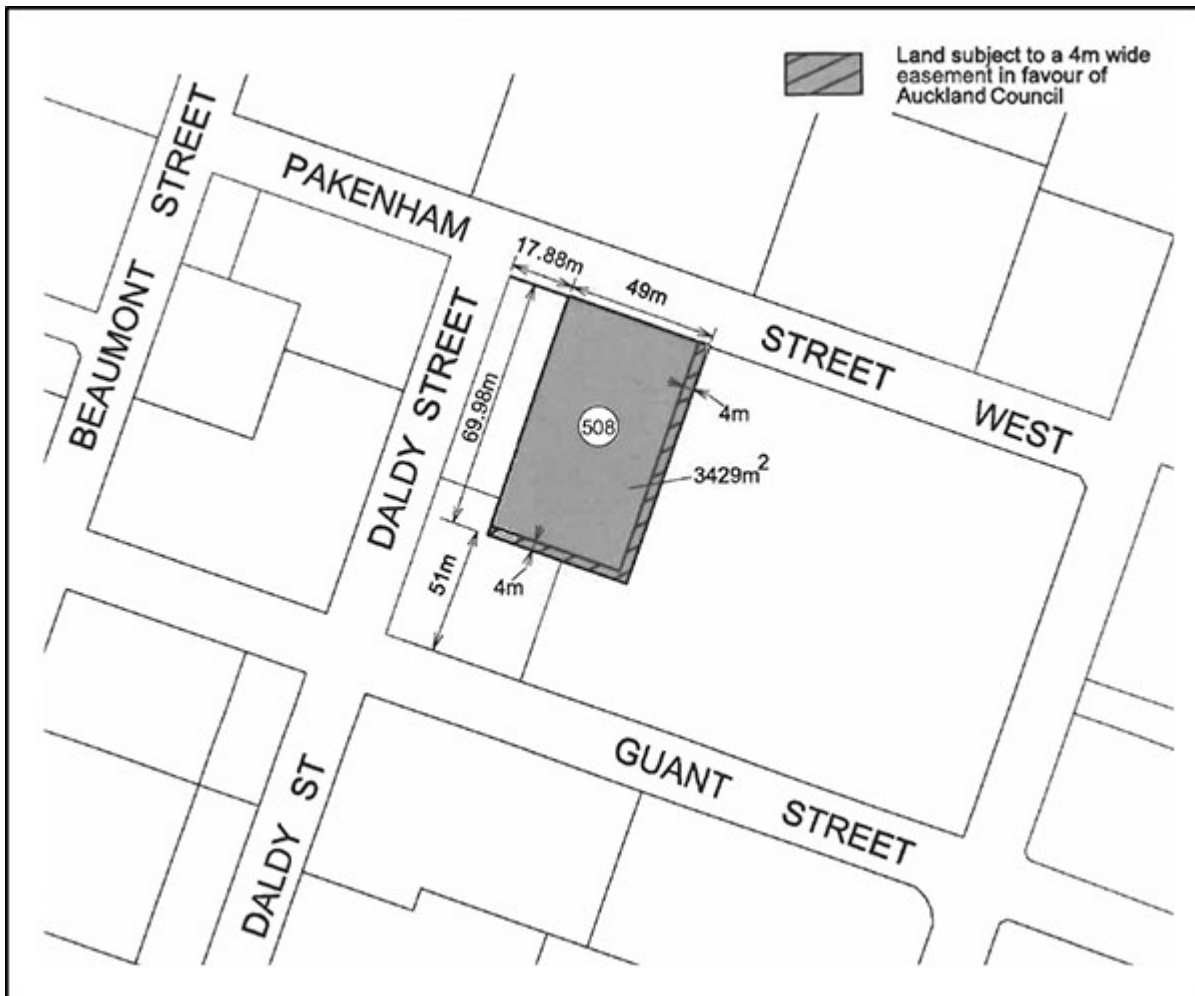 Land subject to a 4m wide
easement in favour of
Auckland Council
BEAUMONT STREET
PAKENHAM STREET WEST
DALDY STREET
17.88m
49m
69.98m
4m
508
3429m²
51m
4m
GUANT STREET
DALDY ST